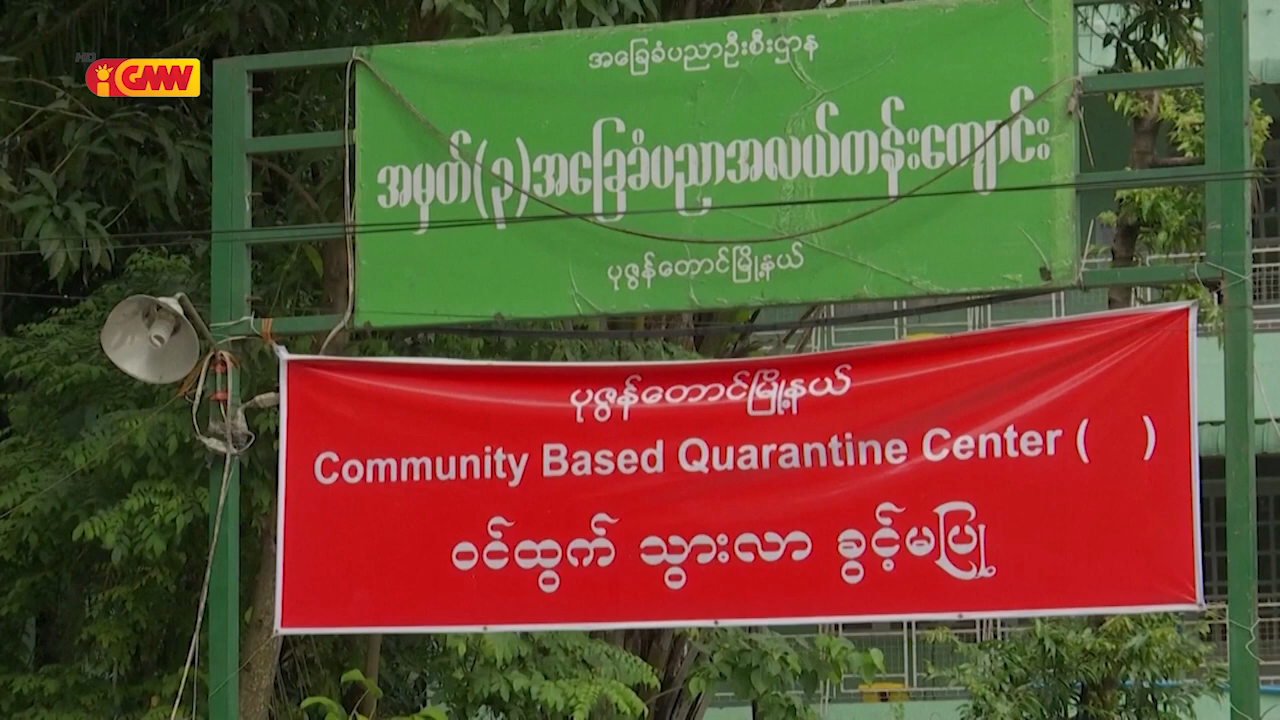 HD
GMW
အခြေခံပညာဦးစီးဌာန
အမှတ်(၃)အခြေခံပညာအလယ်တန်းကျောင်း
ပုဇွန်တောင်မြို့နယ်
ပုဇွန်တောင်မြို့နယ်
Community Based Quarantine Center ( )
ဝင်ထွက် သွားလာ ခွင့်မပြု